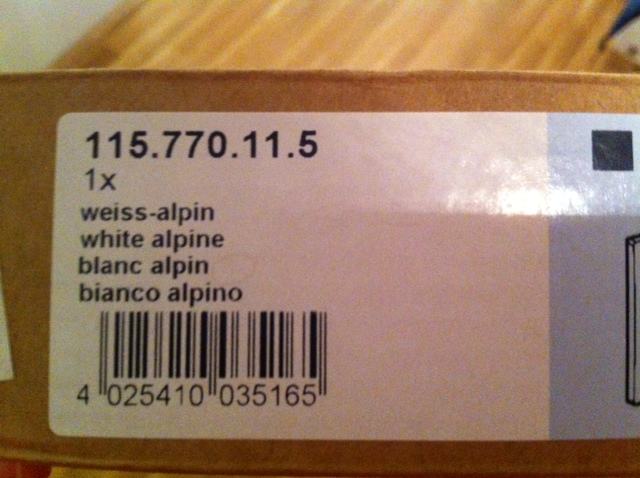 115.770.11.5
1x
weiss-alpin
white alpine
blanc alpin
bianco alpino
4 025410 035165